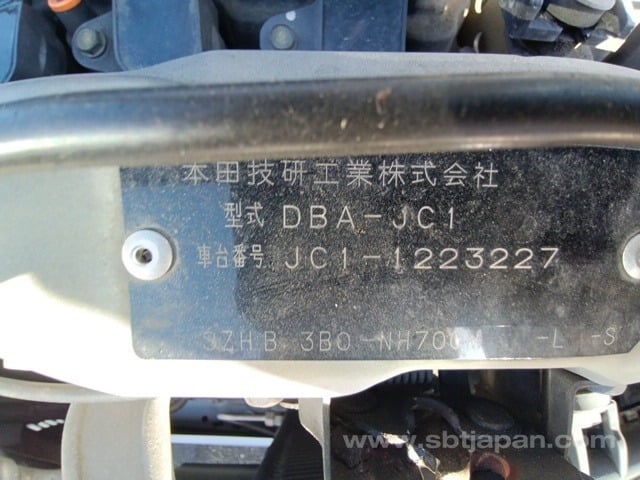 本田技研工業株式会社
型式 DBA-JC1
車台番号 JC1-1223227
SZHB 3B0-NH700M -L -S
www.sbtjapan.com